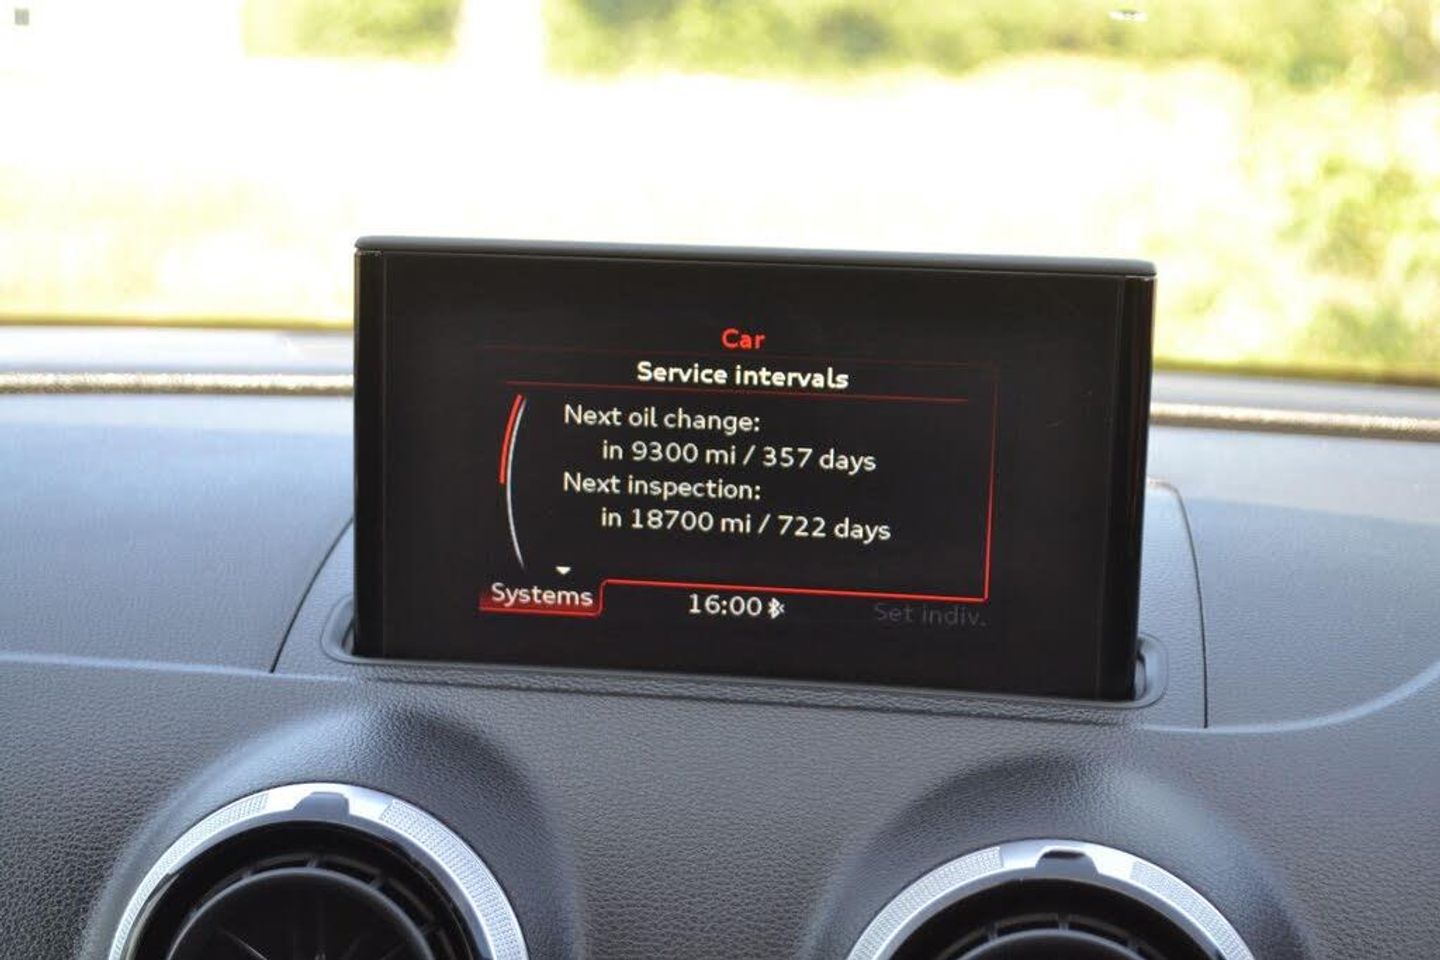 Car
Service intervals
Next oil change:
in 9300 mi / 357 days
Next inspection:
in 18700 mi / 722 days
Systems
16:00
Set indiv.